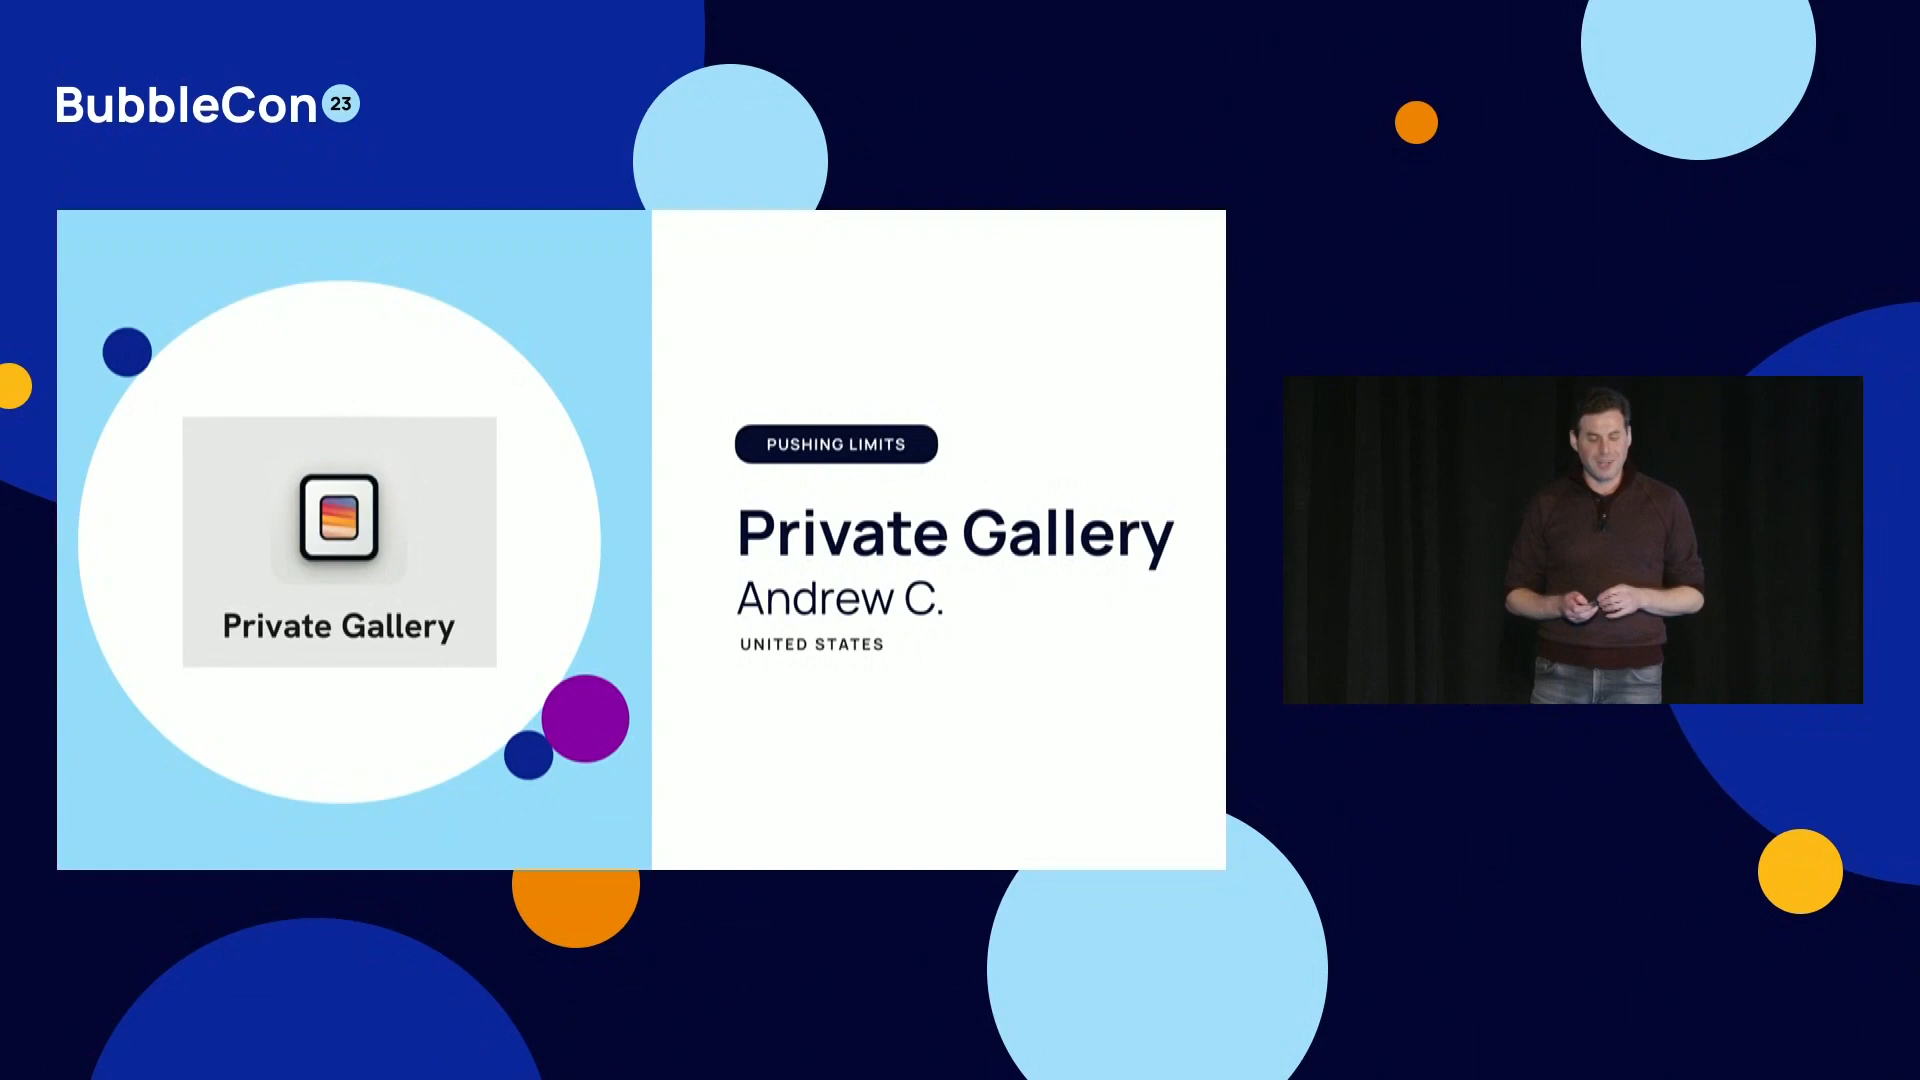 BubbleCon 23
Private Gallery
PUSHING LIMITS
Private Gallery
Andrew C.
UNITED STATES